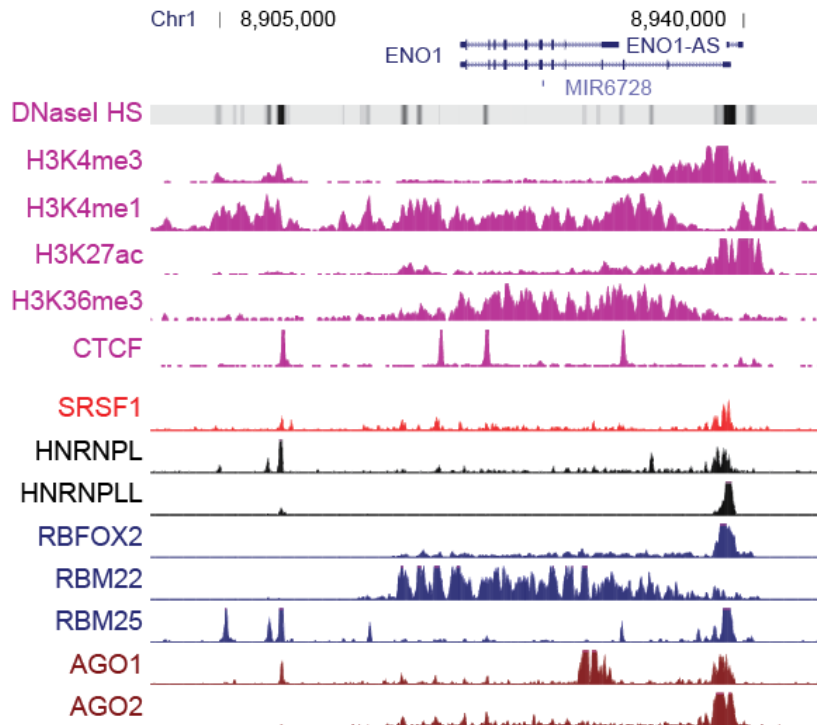 Chr1 | 8,905,000 8,940,000 |
ENO1 ENO1-AS
MIR6728
DNaseI HS
H3K4me3
H3K4me1
H3K27ac
H3K36me3
CTCF
SRSF1
HNRNPL
HNRNPLL
RBFOX2
RBM22
RBM25
AGO1
AGO2